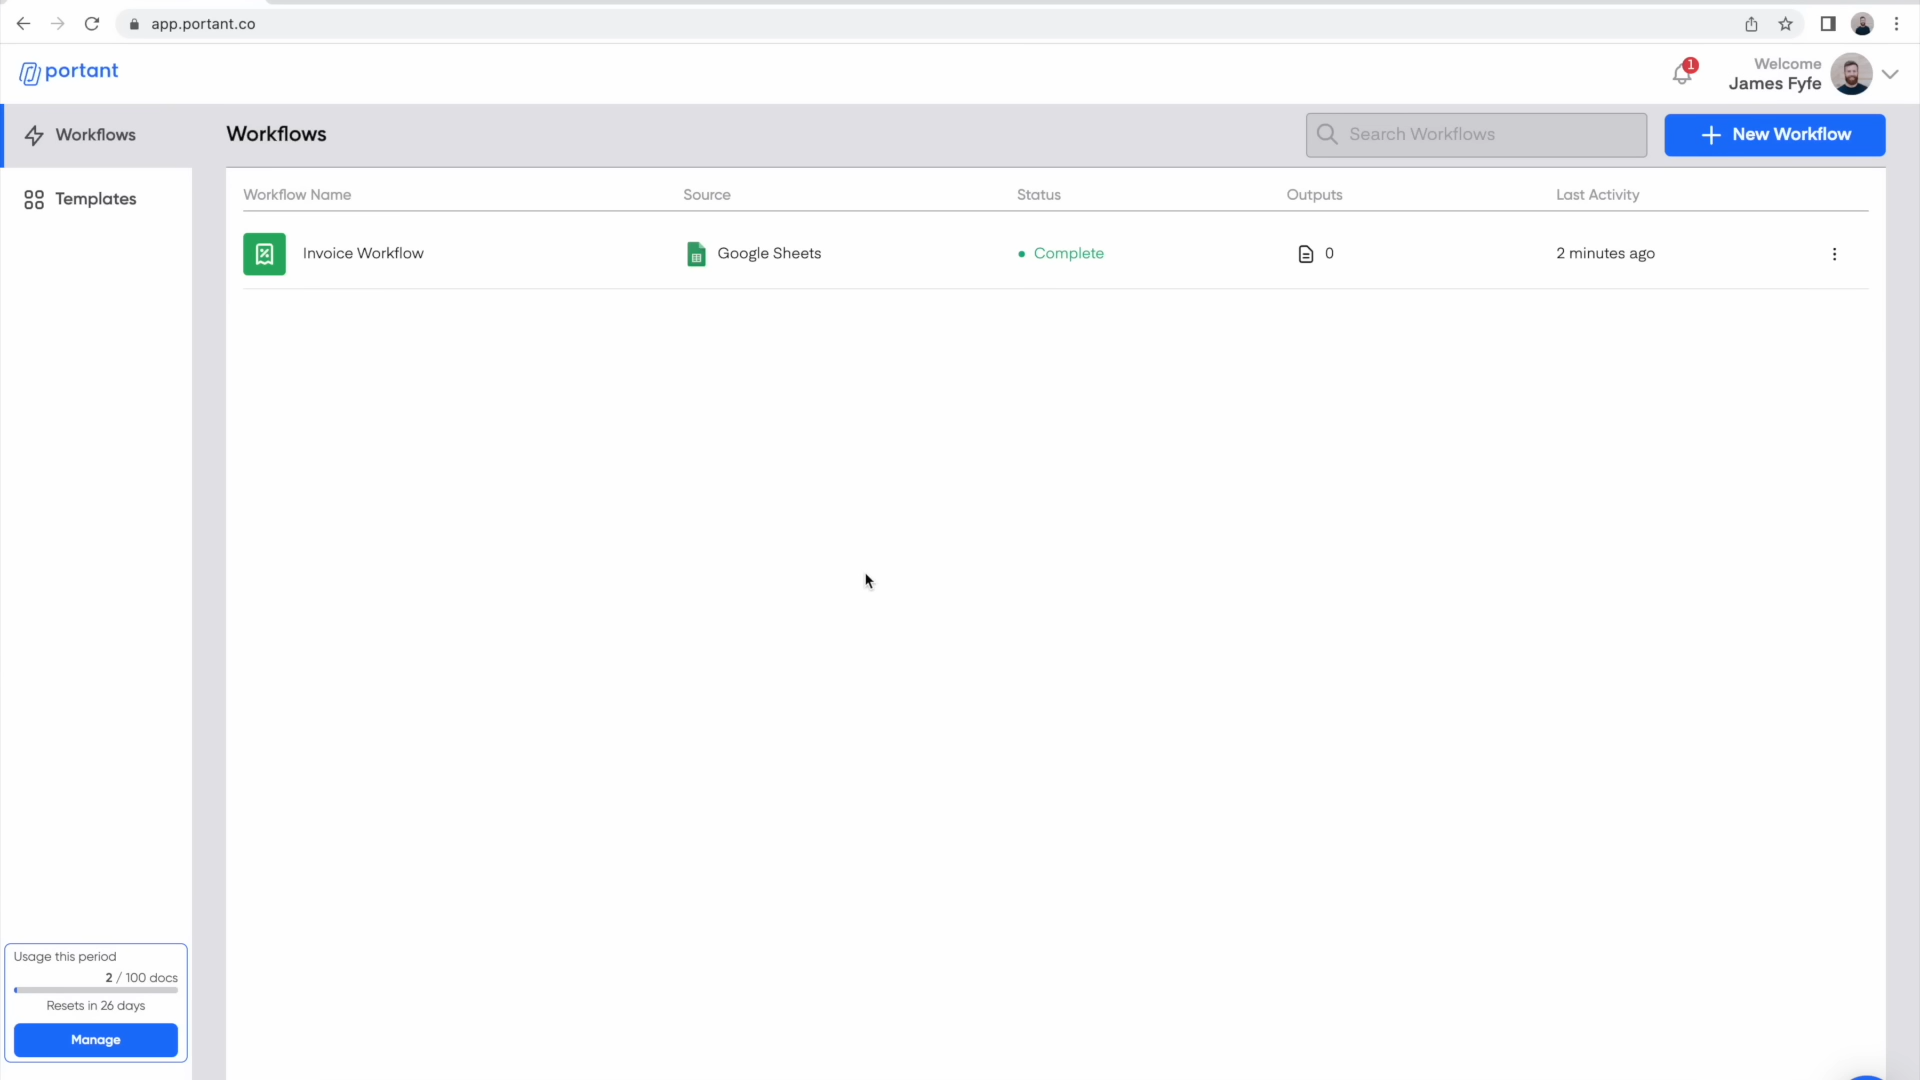 app.portant.co
portant
1
Welcome
James Fyfe
Workflows
Templates
Workflows
Search Workflows
New Workflow
Workflow Name Source Status Outputs Last Activity
Invoice Workflow Google Sheets Complete 0 2 minutes ago
Usage this period
2 / 100 docs
Resets in 26 days
Manage